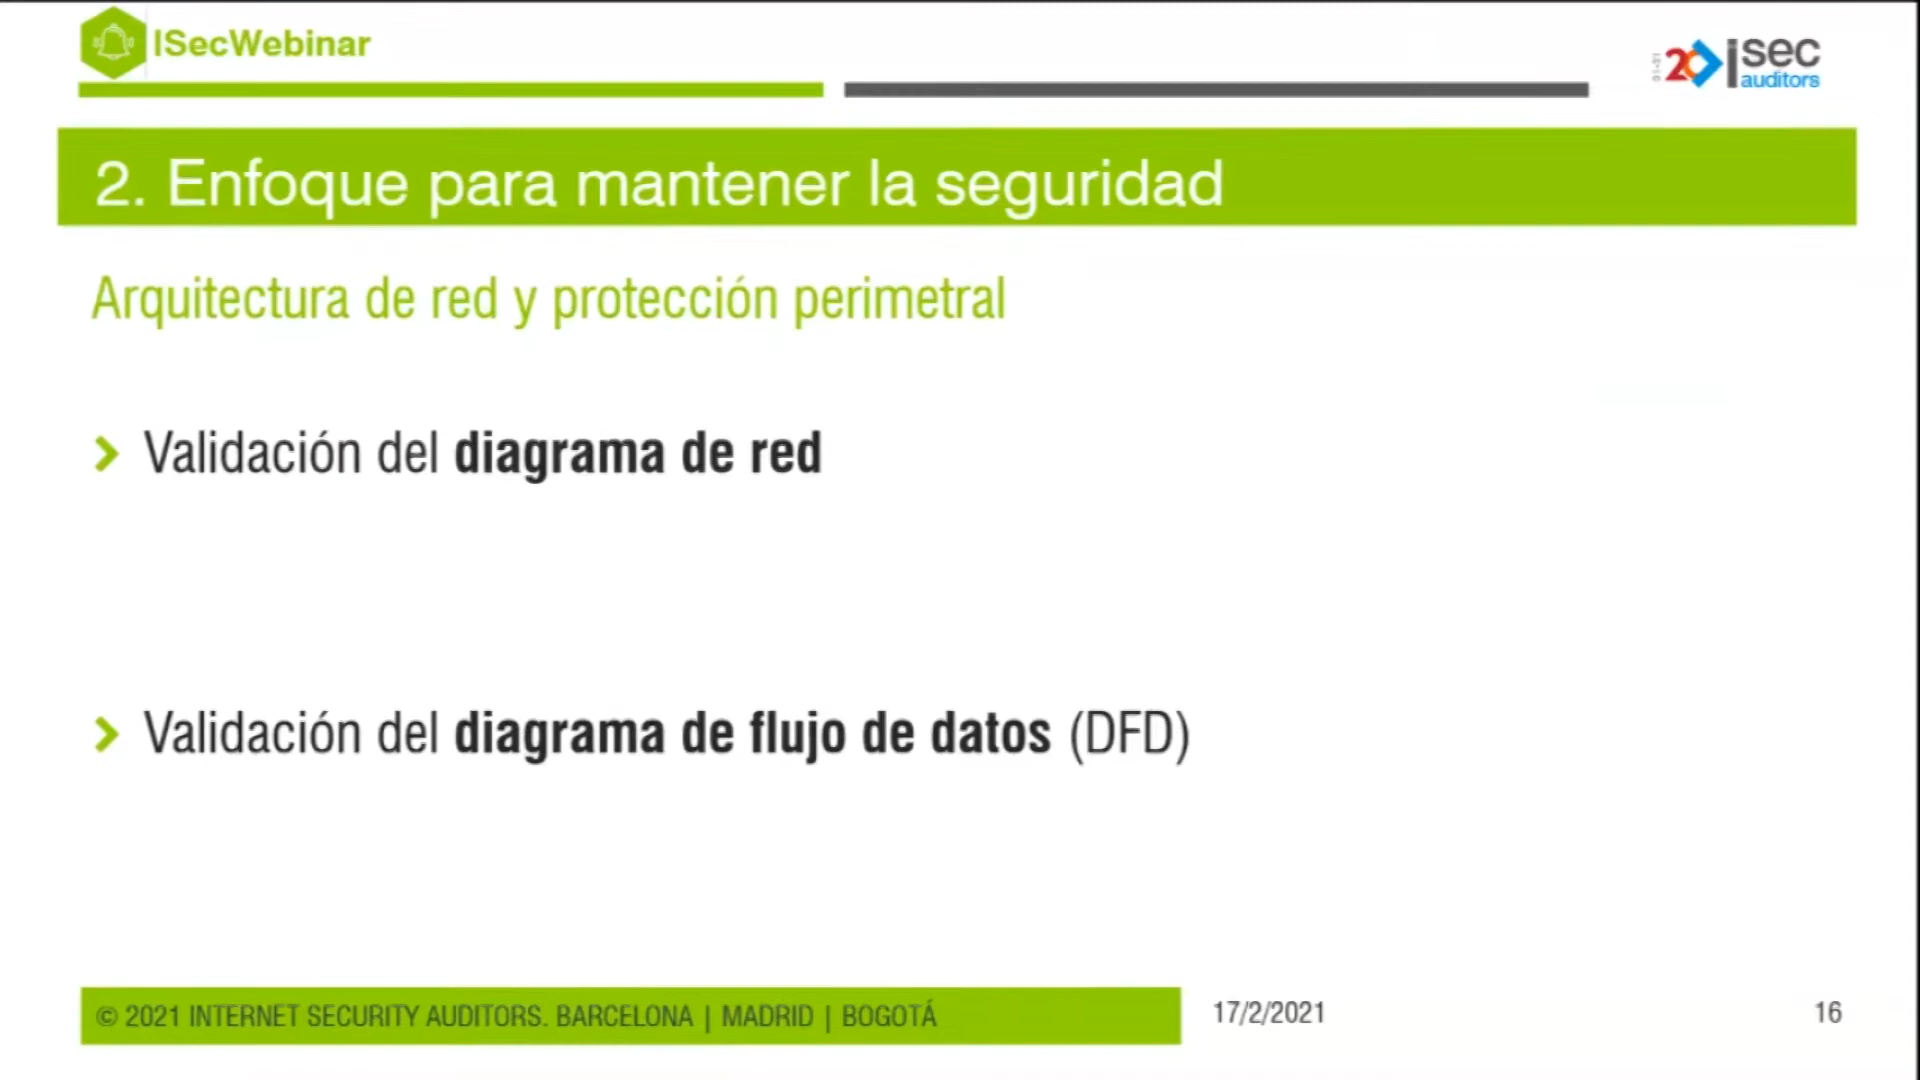 ISecWebinar
20 isec
auditors
2. Enfoque para mantener la seguridad
Arquitectura de red y protección perimetral
Validación del diagrama de red
Validación del diagrama de flujo de datos (DFD)
© 2021 INTERNET SECURITY AUDITORS. BARCELONA | MADRID | BOGOTÁ
17/2/2021
16